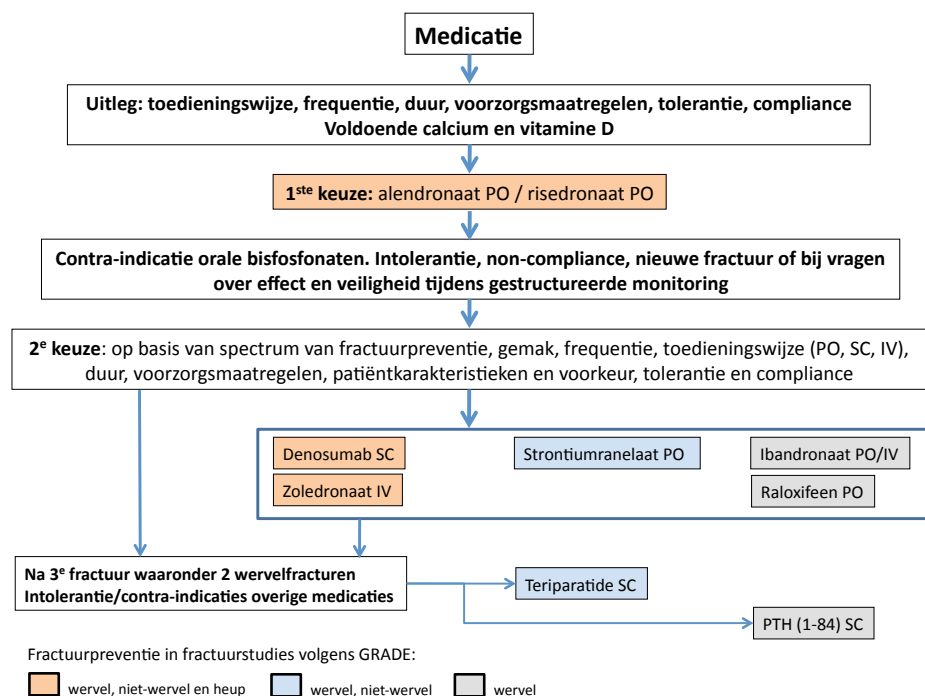 Medicatie
Uitleg: toedieningswijze, frequentie, duur, voorzorgsmaatregelen, tolerantie, compliance
Voldoende calcium en vitamine D
1ste keuze: alendronaat PO / risedronaat PO
Contra-indicatie orale bisfosfonaten. Intolerantie, non-compliance, nieuwe fractuur of bij vragen
over effect en veiligheid tijdens gestructureerde monitoring
2e keuze: op basis van spectrum van fractuurpreventie, gemak, frequentie, toedieningswijze (PO, SC, IV),
duur, voorzorgsmaatregelen, patiëntkarakteristieken en voorkeur, tolerantie en compliance
Denosumab SC
Strontiumranelaat PO
Ibandronaat PO/IV
Zoledronaat IV
Raloxifeen PO
Na 3e fractuur waaronder 2 wervelfracturen
Intolerantie/contra-indicaties overige medicaties
Teriparatide SC
PTH (1-84) SC
Fractuurpreventie in fractuurstudies volgens GRADE:
wervel, niet-wervel en heup
wervel, niet-wervel
wervel